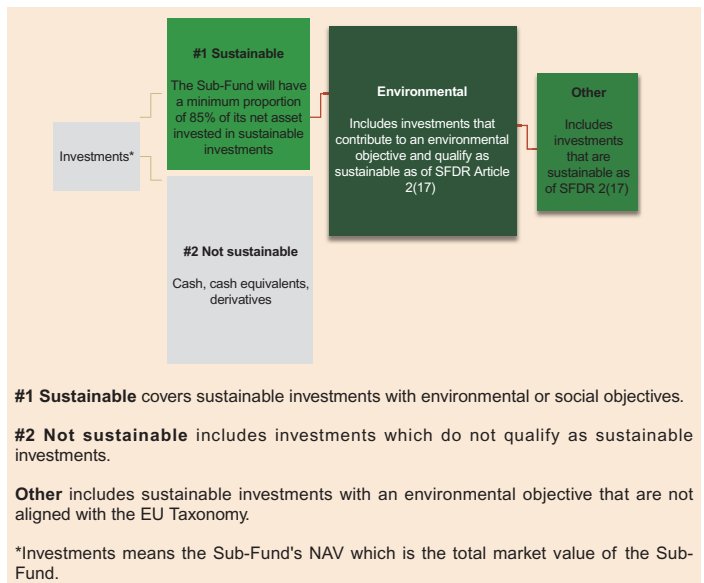 Investments*
#1 Sustainable
The Sub-Fund will have
a minimum proportion
of 85% of its net asset
invested in sustainable
investments
#2 Not sustainable
Cash, cash equivalents,
derivatives
Environmental
Includes investments that
contribute to an environmental
objective and qualify as
sustainable as of SFDR Article
2(17)
Other
Includes
investments
that are
sustainable as
of SFDR 2(17)
#1 Sustainable covers sustainable investments with environmental or social objectives.
#2 Not sustainable includes investments which do not qualify as sustainable
investments.
Other includes sustainable investments with an environmental objective that are not
aligned with the EU Taxonomy.
*Investments means the Sub-Fund's NAV which is the total market value of the Sub-
Fund.